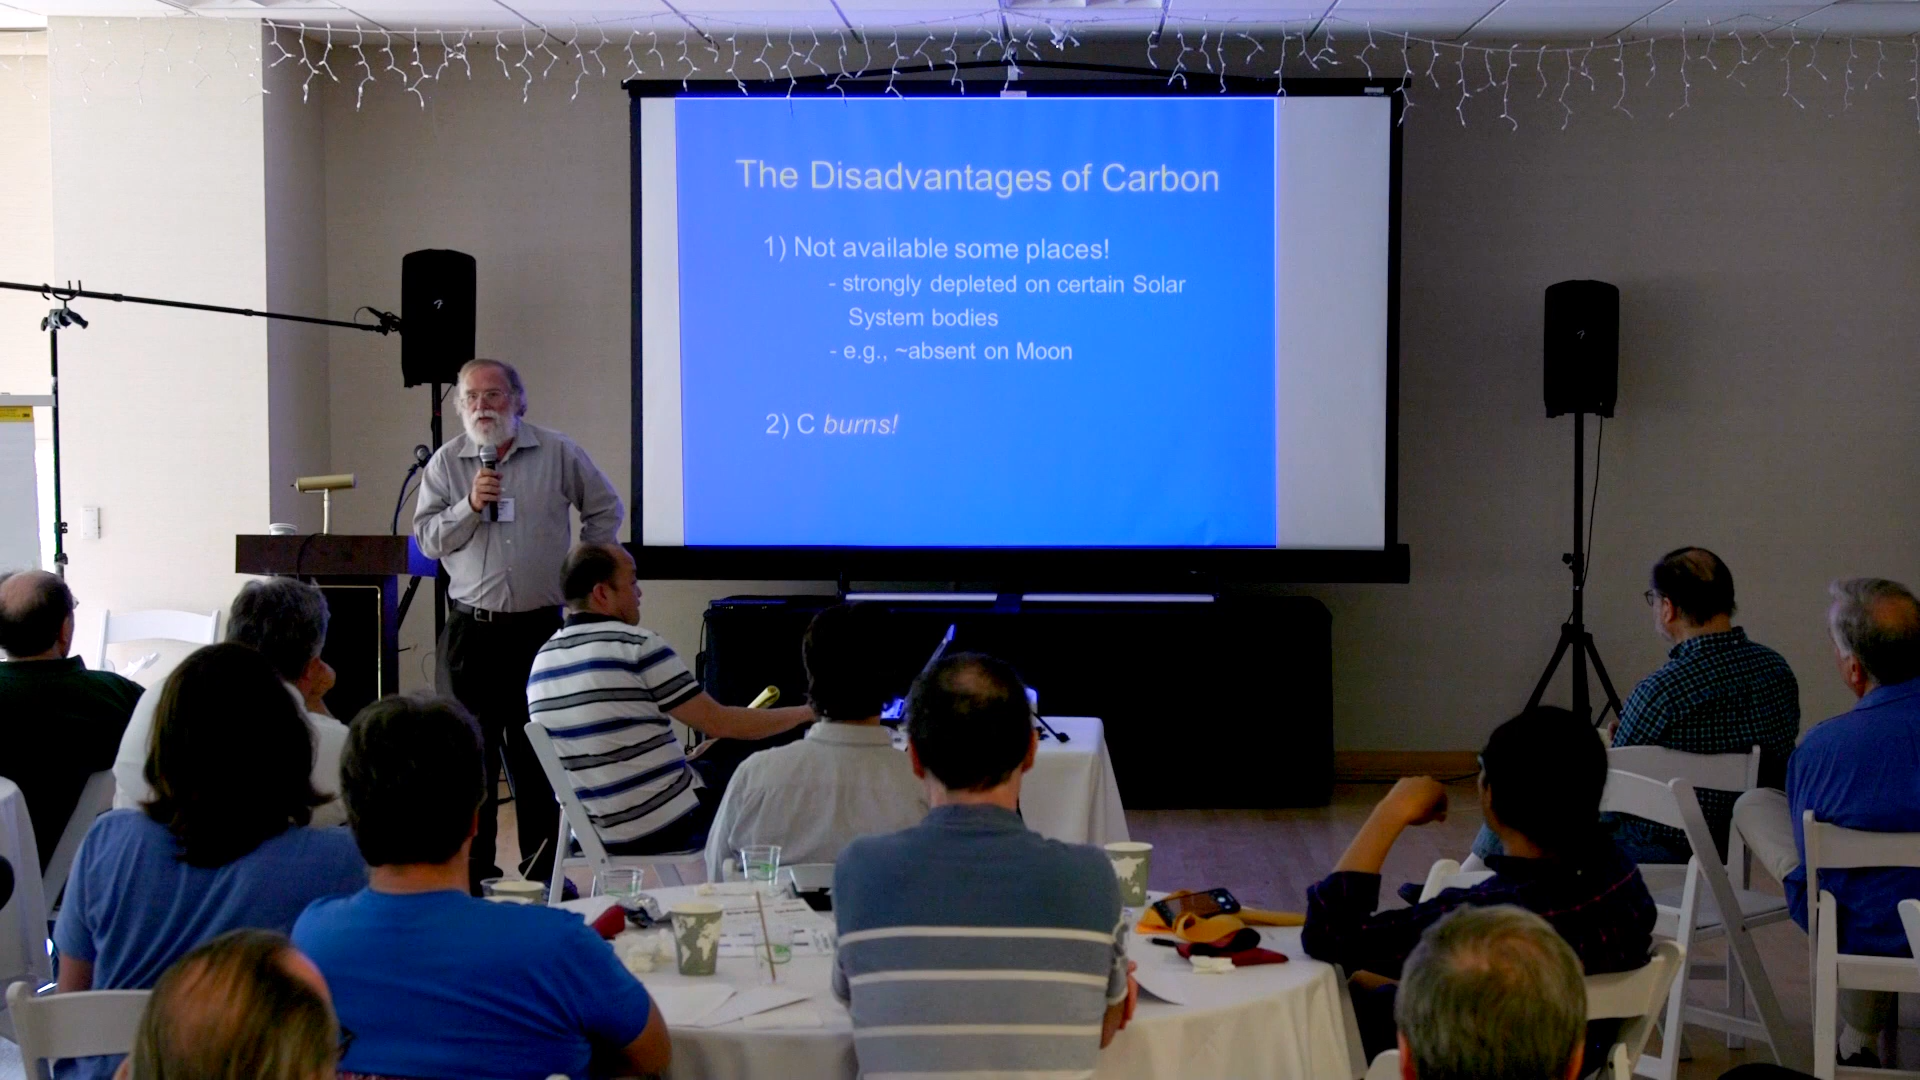 The Disadvantages of Carbon
1) Not available some places!
- strongly depleted on certain Solar
System bodies
- e.g., ~absent on Moon
2) C burns!